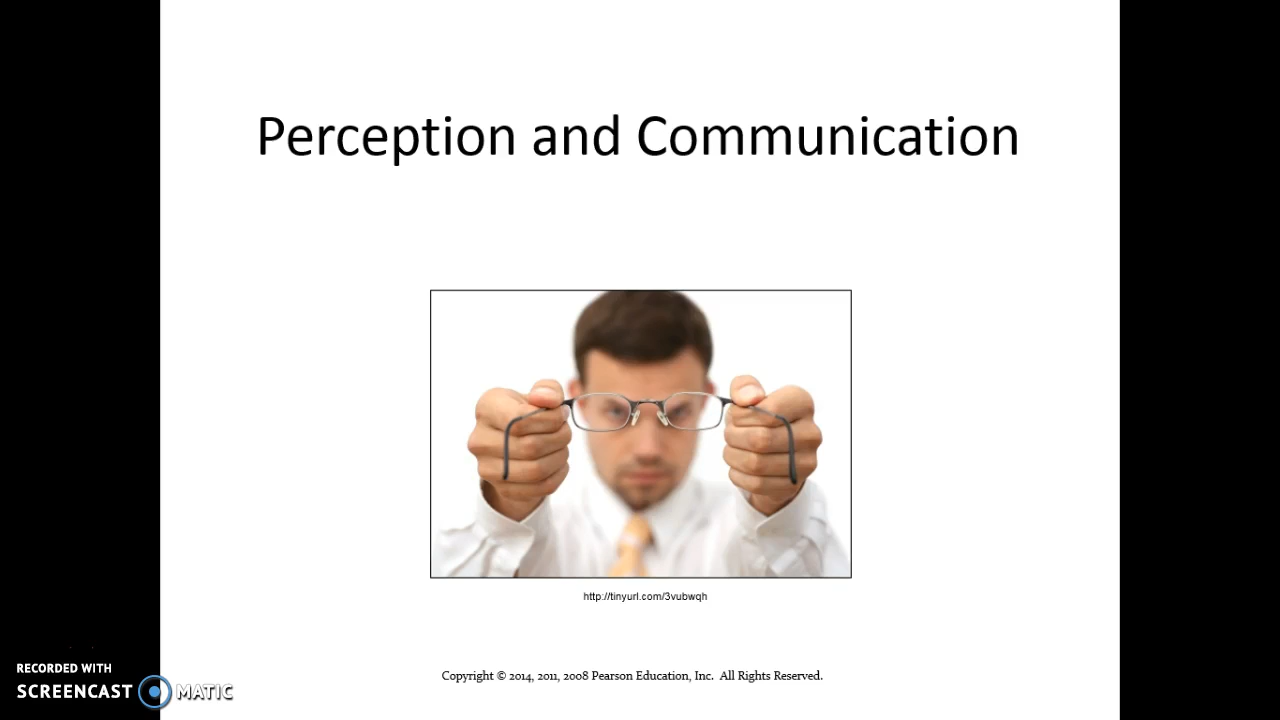 Perception and Communication
http://tinyurl.com/3vubwqh
Copyright © 2014, 2011, 2008 Pearson Education, Inc. All Rights Reserved.
RECORDED WITH
SCREENCAST MATIC